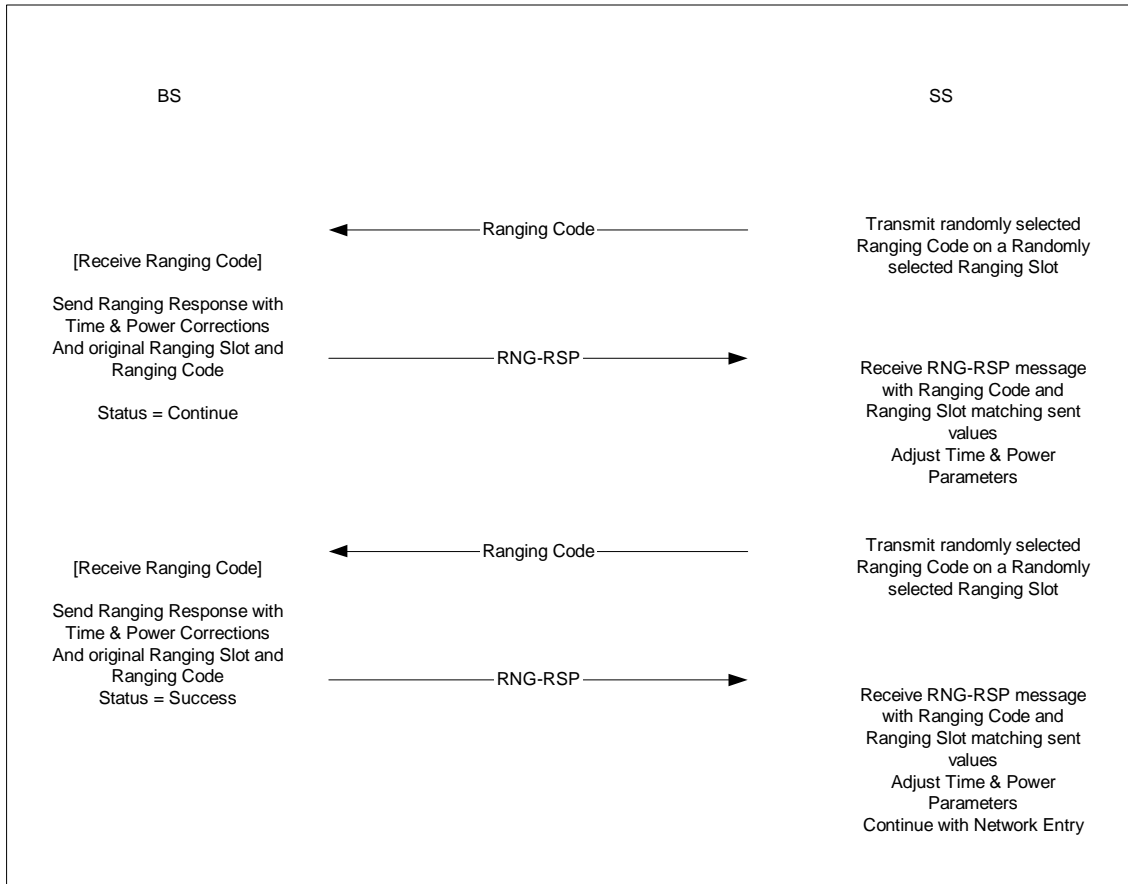 BS
SS
Ranging Code
Transmit randomly selected
Ranging Code on a Randomly
selected Ranging Slot
[Receive Ranging Code]
Send Ranging Response with
Time & Power Corrections
And original Ranging Slot and
Ranging Code
Status = Continue
RNG-RSP
Receive RNG-RSP message
with Ranging Code and
Ranging Slot matching sent
values
Adjust Time & Power
Parameters
Ranging Code
Transmit randomly selected
Ranging Code on a Randomly
selected Ranging Slot
[Receive Ranging Code]
Send Ranging Response with
Time & Power Corrections
And original Ranging Slot and
Ranging Code
Status = Success
RNG-RSP
Receive RNG-RSP message
with Ranging Code and
Ranging Slot matching sent
values
Adjust Time & Power
Parameters
Continue with Network Entry